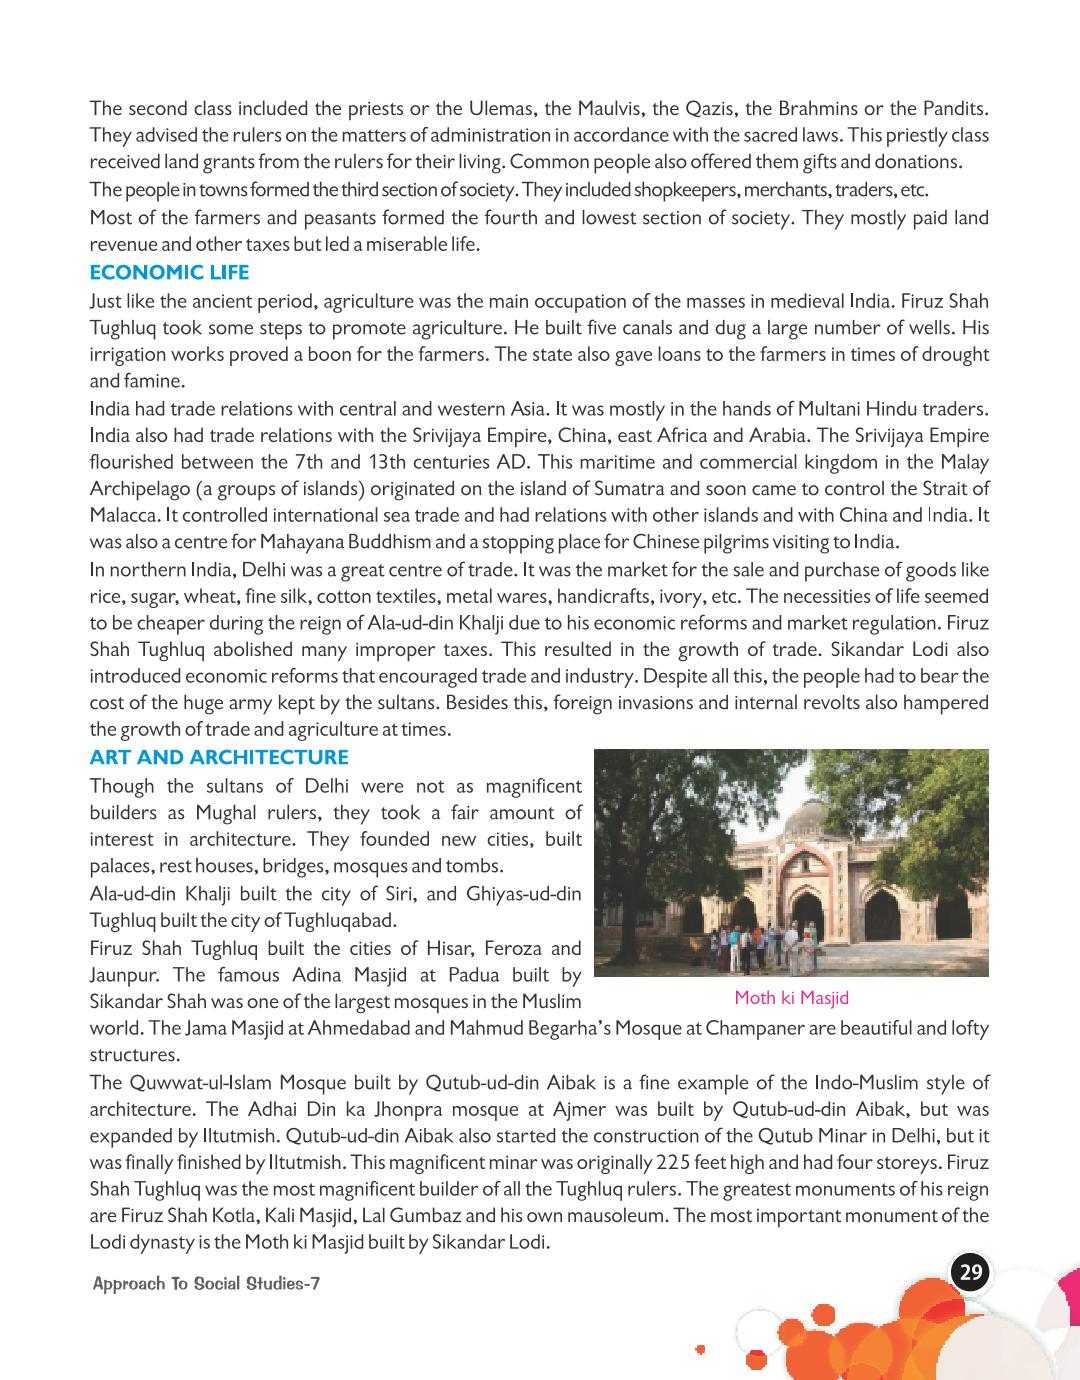 The second class included the priests or the Ulemas, the Maulvis, the Qazis, the Brahmins or the Pandits.
They advised the rulers on the matters of administration in accordance with the sacred laws. This priestly class
received land grants from the rulers for their living. Common people also offered them gifts and donations.
The people in towns formed the third section of society. They included shopkeepers, merchants, traders, etc.
Most of the farmers and peasants formed the fourth and lowest section of society. They mostly paid land
revenue and other taxes but led a miserable life.
ECONOMIC LIFE
Just like the ancient period, agriculture was the main occupation of the masses in medieval India. Firuz Shah
Tughluq took some steps to promote agriculture. He built five canals and dug a large number of wells. His
irrigation works proved a boon for the farmers. The state also gave loans to the farmers in times of drought
and famine.
India had trade relations with central and western Asia. It was mostly in the hands of Multani Hindu traders.
India also had trade relations with the Srivijaya Empire, China, east Africa and Arabia. The Srivijaya Empire
flourished between the 7th and 13th centuries AD. This maritime and commercial kingdom in the Malay
Archipelago (a groups of islands) originated on the island of Sumatra and soon came to control the Strait of
Malacca. It controlled international sea trade and had relations with other islands and with China and India. It
was also a centre for Mahayana Buddhism and a stopping place for Chinese pilgrims visiting to India.
In northern India, Delhi was a great centre of trade. It was the market for the sale and purchase of goods like
rice, sugar, wheat, fine silk, cotton textiles, metal wares, handicrafts, ivory, etc. The necessities of life seemed
to be cheaper during the reign of Ala-ud-din Khalji due to his economic reforms and market regulation. Firuz
Shah Tughluq abolished many improper taxes. This resulted in the growth of trade. Sikandar Lodi also
introduced economic reforms that encouraged trade and industry. Despite all this, the people had to bear the
cost of the huge army kept by the sultans. Besides this, foreign invasions and internal revolts also hampered
the growth of trade and agriculture at times.
ART AND ARCHITECTURE
Though the sultans of Delhi were not as magnificent
builders as Mughal rulers, they took a fair amount of
interest in architecture. They founded new cities, built
palaces, rest houses, bridges, mosques and tombs.
Ala-ud-din Khalji built the city of Siri, and Ghiyas-ud-din
Tughluq built the city of Tughluqabad.
Firuz Shah Tughluq built the cities of Hisar, Feroza and
Jaunpur. The famous Adina Masjid at Padua built by
Sikandar Shah was one of the largest mosques in the Muslim
Moth ki Masjid
world. The Jama Masjid at Ahmedabad and Mahmud Begarha's Mosque at Champaner are beautiful and lofty
structures.
The Quwwat-ul-Islam Mosque built by Qutub-ud-din Aibak is a fine example of the Indo-Muslim style of
architecture. The Adhai Din ka Jhonpra mosque at Ajmer was built by Qutub-ud-din Aibak, but was
expanded by Iltutmish. Qutub-ud-din Aibak also started the construction of the Qutub Minar in Delhi, but it
was finally finished by Iltutmish. This magnificent minar was originally 225 feet high and had four storeys. Firuz
Shah Tughluq was the most magnificent builder of all the Tughluq rulers. The greatest monuments of his reign
are Firuz Shah Kotla, Kali Masjid, Lal Gumbaz and his own mausoleum. The most important monument of the
Lodi dynasty is the Moth ki Masjid built by Sikandar Lodi.
Approach To Social Studies-7
29